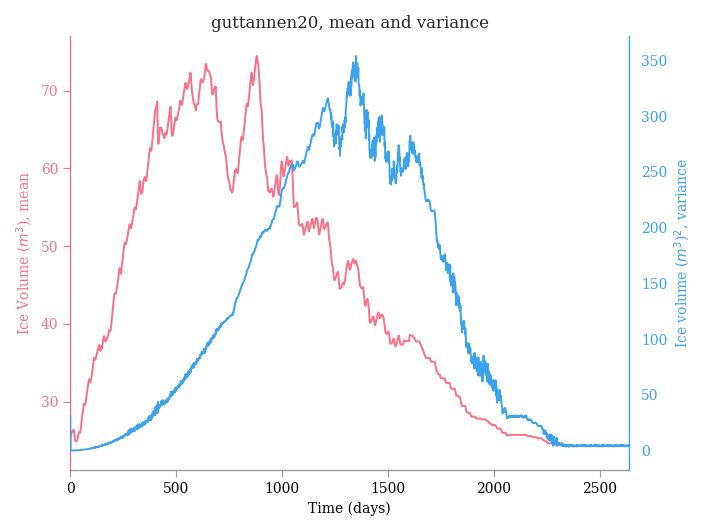 guttannen20, mean and variance
Ice Volume (m³), mean
70
60
50
40
30
350
300
250
200
150
100
50
0
Ice volume (m³)², variance
0 500 1000 1500 2000 2500
Time (days)